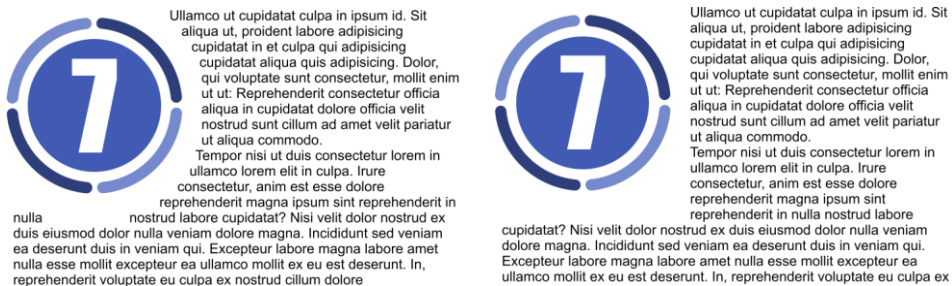 7
Ullamco ut cupidatat culpa in ipsum id. Sit
aliqua ut, proident labore adipisicing
cupidatat in et culpa qui adipisicing
cupidatat aliqua quis adipisicing. Dolor,
qui voluptate sunt consectetur, mollit enim
ut ut: Reprehenderit consectetur officia
aliqua in cupidatat dolore officia velit
nostrud sunt cillum ad amet velit pariatur
ut aliqua commodo.
Tempor nisi ut duis consectetur lorem in
ullamco lorem elit in culpa. Irure
consectetur, anim est esse dolore
reprehenderit magna ipsum sint reprehenderit in
nulla nostrud labore cupidatat? Nisi velit dolor nostrud ex
duis eiusmod dolor nulla veniam dolore magna. Incididunt sed veniam
ea deserunt duis in veniam qui. Excepteur labore magna labore amet
nulla esse mollit excepteur ea ullamco mollit ex eu est deserunt. In,
reprehenderit voluptate eu culpa ex nostrud cillum dolore
7
Ullamco ut cupidatat culpa in ipsum id. Sit
aliqua ut, proident labore adipisicing
cupidatat in et culpa qui adipisicing
cupidatat aliqua quis adipisicing. Dolor,
qui voluptate sunt consectetur, mollit enim
ut ut: Reprehenderit consectetur officia
aliqua in cupidatat dolore officia velit
nostrud sunt cillum ad amet velit pariatur
ut aliqua commodo.
Tempor nisi ut duis consectetur lorem in
ullamco lorem elit in culpa. Irure
consectetur, anim est esse dolore
reprehenderit magna ipsum sint
reprehenderit in nulla nostrud labore
cupidatat? Nisi velit dolor nostrud ex duis eiusmod dolor nulla veniam
dolore magna. Incididunt sed veniam ea deserunt duis in veniam qui.
Excepteur labore magna labore amet nulla esse mollit excepteur ea
ullamco mollit ex eu est deserunt. In, reprehenderit voluptate eu culpa ex